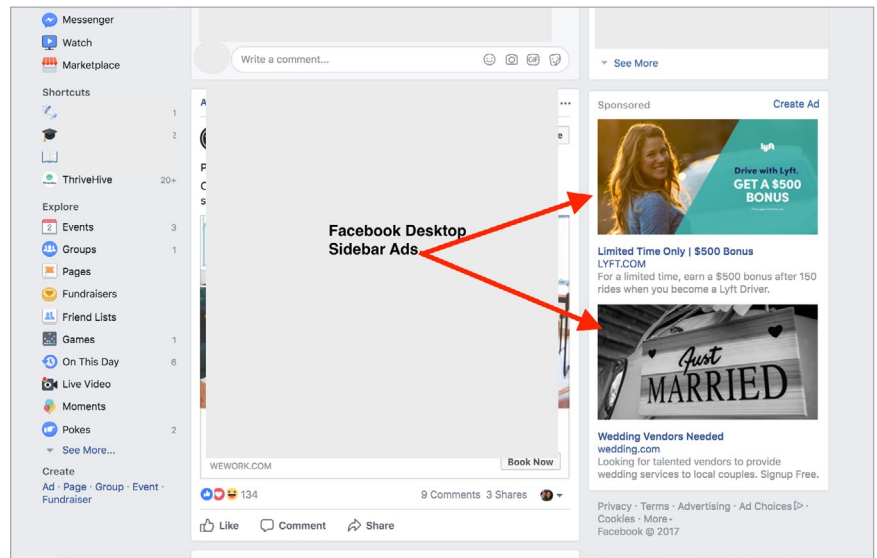 Messenger
Watch
Marketplace
Shortcuts
1
2
ThriveHive 20+
Explore
2 Events 3
Groups 1
Pages
Fundraisers
Friend Lists
Games 1
On This Day 6
Live Video
Moments
Pokes 2
See More...
Create
Ad · Page · Group · Event ·
Fundraiser
Write a comment...
GIF
A
e
P
C
s
Facebook Desktop
Sidebar Ads
WEWORK.COM
Book Now
134
9 Comments 3 Shares
Like Comment Share
See More
Sponsored Create Ad
lyft
Drive with Lyft.
GET A $500
BONUS
Limited Time Only | $500 Bonus
LYFT.COM
For a limited time, earn a $500 bonus after 150
rides when you become a Lyft Driver.
Just
MARRIED
Wedding Vendors Needed
wedding.com
Looking for talented vendors to provide
wedding services to local couples. Signup Free.
Privacy · Terms · Advertising · Ad Choices ·
Cookies · More
Facebook © 2017